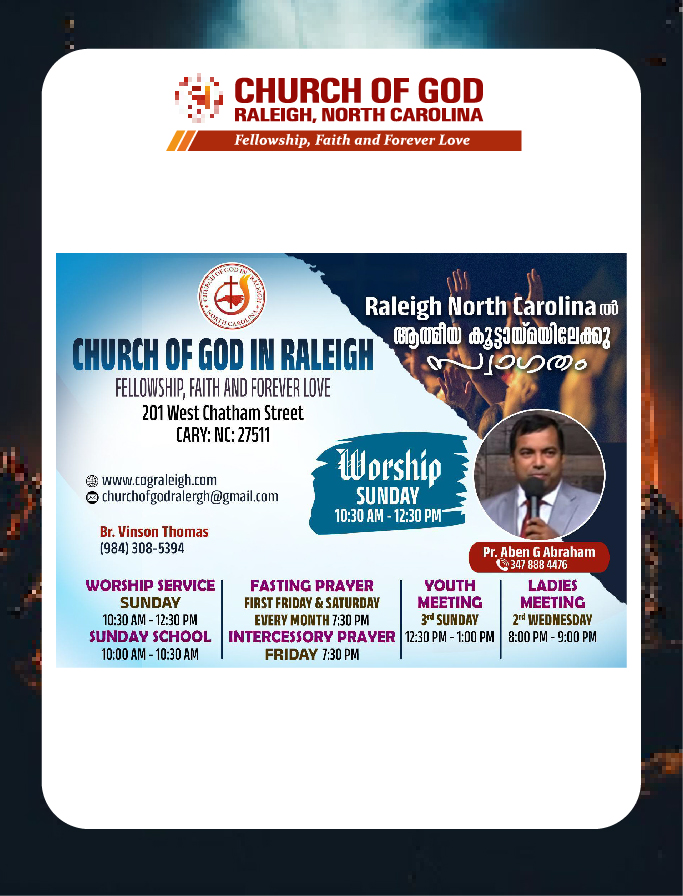 CHURCH OF GOD
RALEIGH, NORTH CAROLINA
Fellowship, Faith and Forever Love
CHURCH OF GOD IN RALEIGH
NORTH CAROLINA
Raleigh North Carolina ൽ
ആത്മീയ കൂട്ടായ്മയിലേക്കു
സ്വാഗതം
CHURCH OF GOD IN RALEIGH
FELLOWSHIP, FAITH AND FOREVER LOVE
201 West Chatham Street
CARY: NC: 27511
www.cograleigh.com
churchofgodralergh@gmail.com
Br. Vinson Thomas
(984) 308-5394
Worship
SUNDAY
10:30 AM - 12:30 PM
Pr. Aben G Abraham
347 888 4476
WORSHIP SERVICE
SUNDAY
10:30 AM - 12:30 PM
SUNDAY SCHOOL
10:00 AM - 10:30 AM
FASTING PRAYER
FIRST FRIDAY & SATURDAY
EVERY MONTH 7:30 PM
INTERCESSORY PRAYER
FRIDAY 7:30 PM
YOUTH
MEETING
3rd SUNDAY
12:30 PM - 1:00 PM
LADIES
MEETING
2rd WEDNESDAY
8:00 PM - 9:00 PM